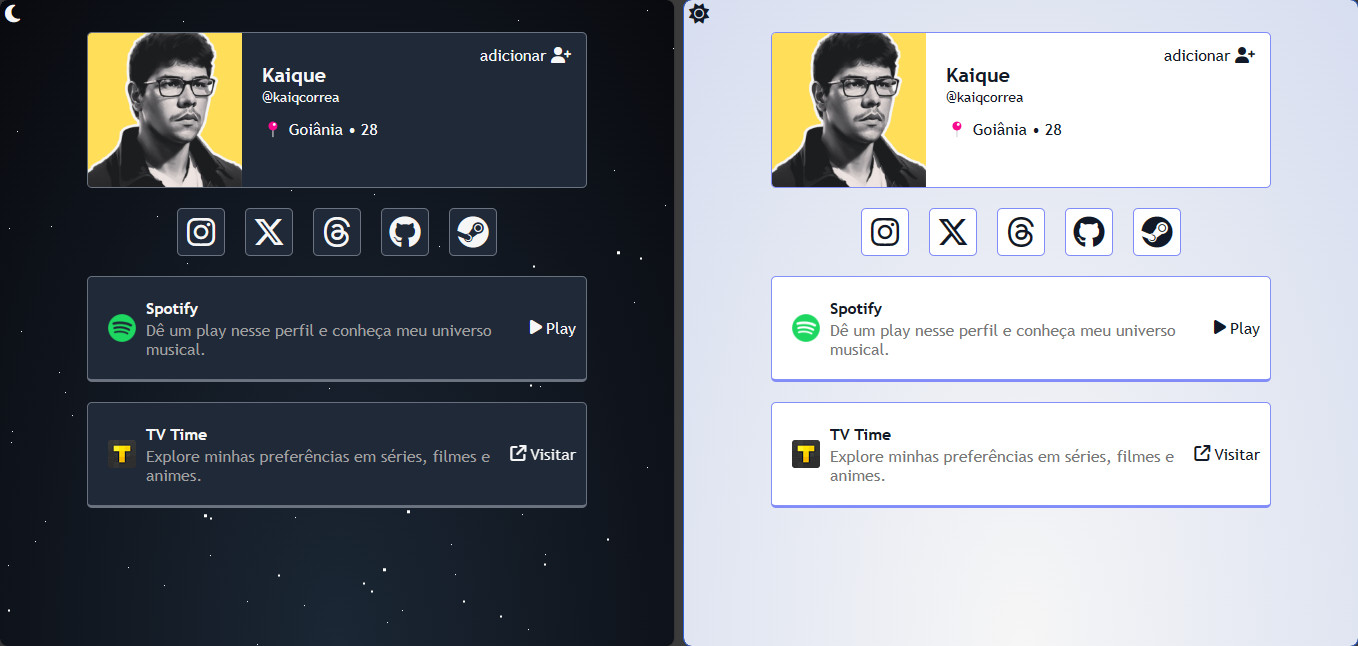 adicionar
Kaique
@kaiqcorrea
Goiânia • 28
Spotify
Dê um play nesse perfil e conheça meu universo
musical.
Play
TV Time
Explore minhas preferências em séries, filmes e
animes.
Visitar
adicionar
Kaique
@kaiqcorrea
Goiânia • 28
Spotify
Dê um play nesse perfil e conheça meu universo
musical.
Play
TV Time
Explore minhas preferências em séries, filmes e
animes.
Visitar